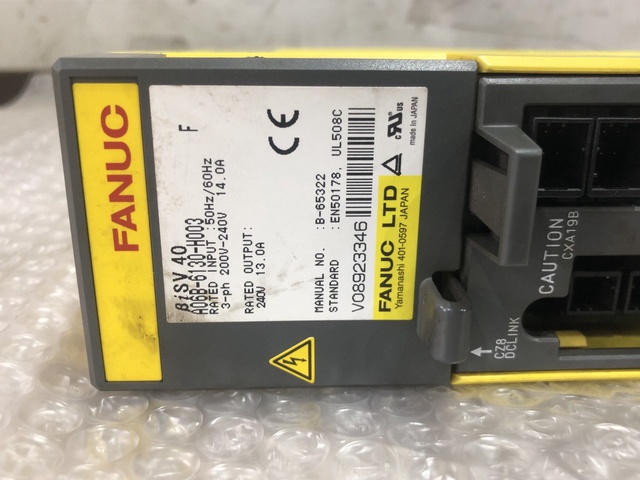 FANUC
βiSV 40
A06B-6130-H003
F
RATED INPUT :50Hz/60Hz
3-ph 200V-240V 14.0A
RATED OUTPUT:
240V 13.0A
MANUAL NO. :B-65322
STANDARD :EN50178, UL508C
V08923346
FANUC LTD
Yamanashi 401-0597 JAPAN
CE
c UR US
made in JAPAN
CAUTION
CXA19B
CZ8
DCLINK